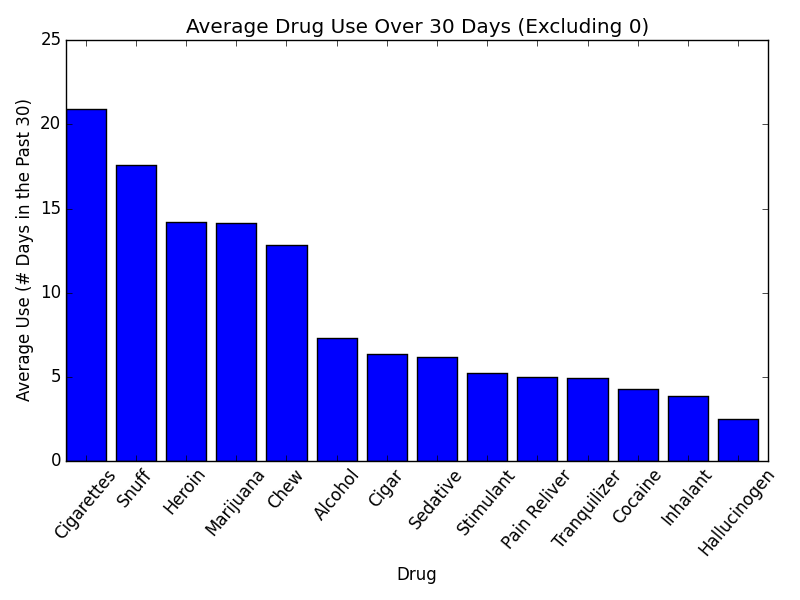 Average Drug Use Over 30 Days (Excluding 0)
Average Use (# Days in the Past 30)
25
20
15
10
5
0
Cigarettes
Snuff
Heroin
Marijuana
Chew
Alcohol
Cigar
Sedative
Stimulant
Pain Reliver
Tranquilizer
Cocaine
Inhalant
Hallucinogen
Drug